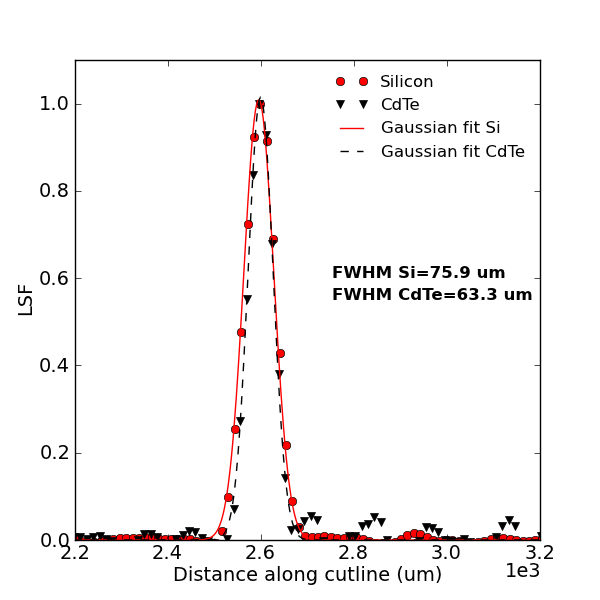 Silicon
CdTe
Gaussian fit Si
Gaussian fit CdTe
FWHM Si=75.9 um
FWHM CdTe=63.3 um
LSF
1.0
0.8
0.6
0.4
0.2
0.0
2.2 2.4 2.6 2.8 3.0 3.2
Distance along cutline (um)
1e3